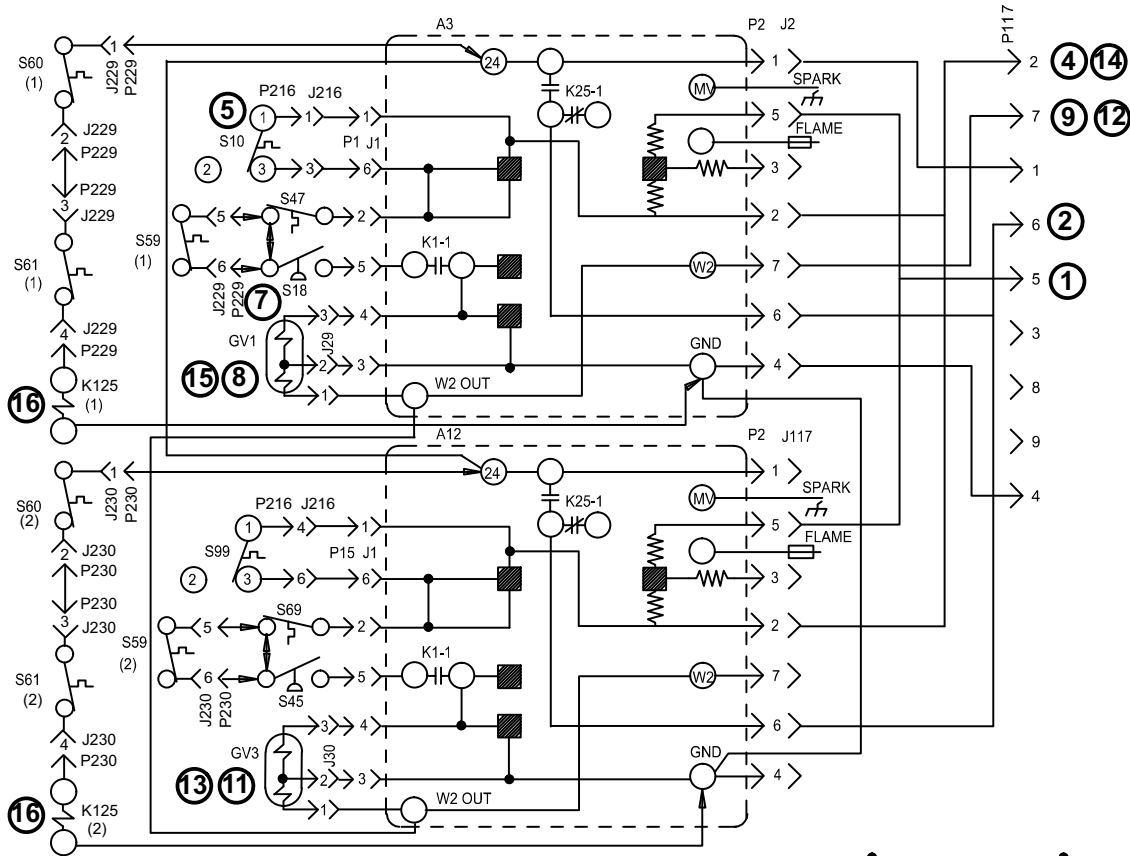 A3
P2 J2
P117
S60
(1)
1
J229
P229
24
1
2
4
14
K25-1
MV
SPARK
5
P216 J216
1
1
1
5
7
9
12
FLAME
J229
2
P229
S10
P1 J1
2
3
3
6
3
1
P229
3
J229
S47
S59
(1)
5
2
2
6
2
S61
(1)
K1-1
6
5
W2
7
5
1
J229
P229
7
S18
3
4
6
3
4
J229
P229
GV1
J29
GND
2
3
4
8
15
8
1
W2 OUT
K125
(1)
16
9
A12
P2 J117
S60
(2)
1
J230
P230
24
1
4
K25-1
MV
SPARK
P216 J216
1
4
1
5
FLAME
2
J230
P230
S99
P15 J1
2
3
6
6
3
P230
3
J230
S69
S59
(2)
5
2
2
S61
(2)
K1-1
6
5
W2
7
J230
P230
S45
3
4
6
4
J230
P230
GV3
J30
GND
13
11
2
3
4
1
W2 OUT
16
K125
(2)